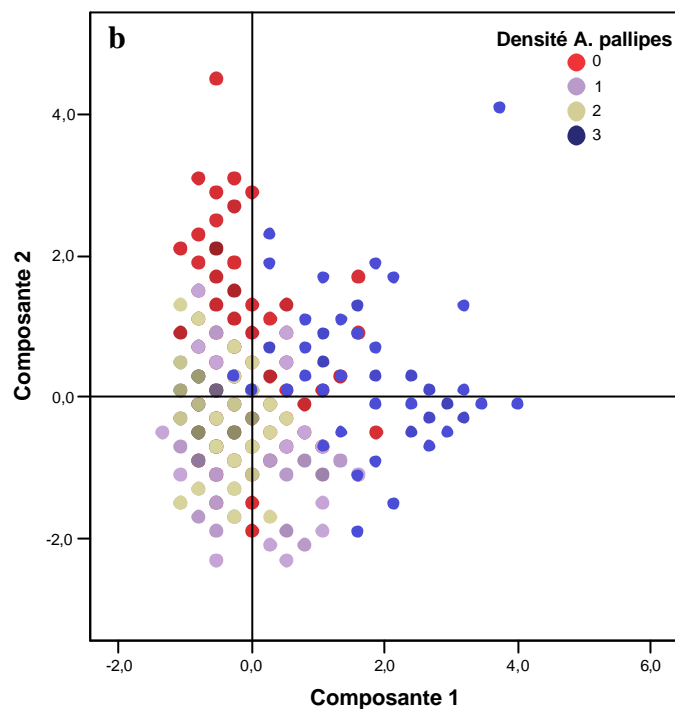 b
Densité A. pallipes
0
1
2
3
4,0
2,0
0,0
-2,0
Composante 2
-2,0 0,0 2,0 4,0 6,0
Composante 1